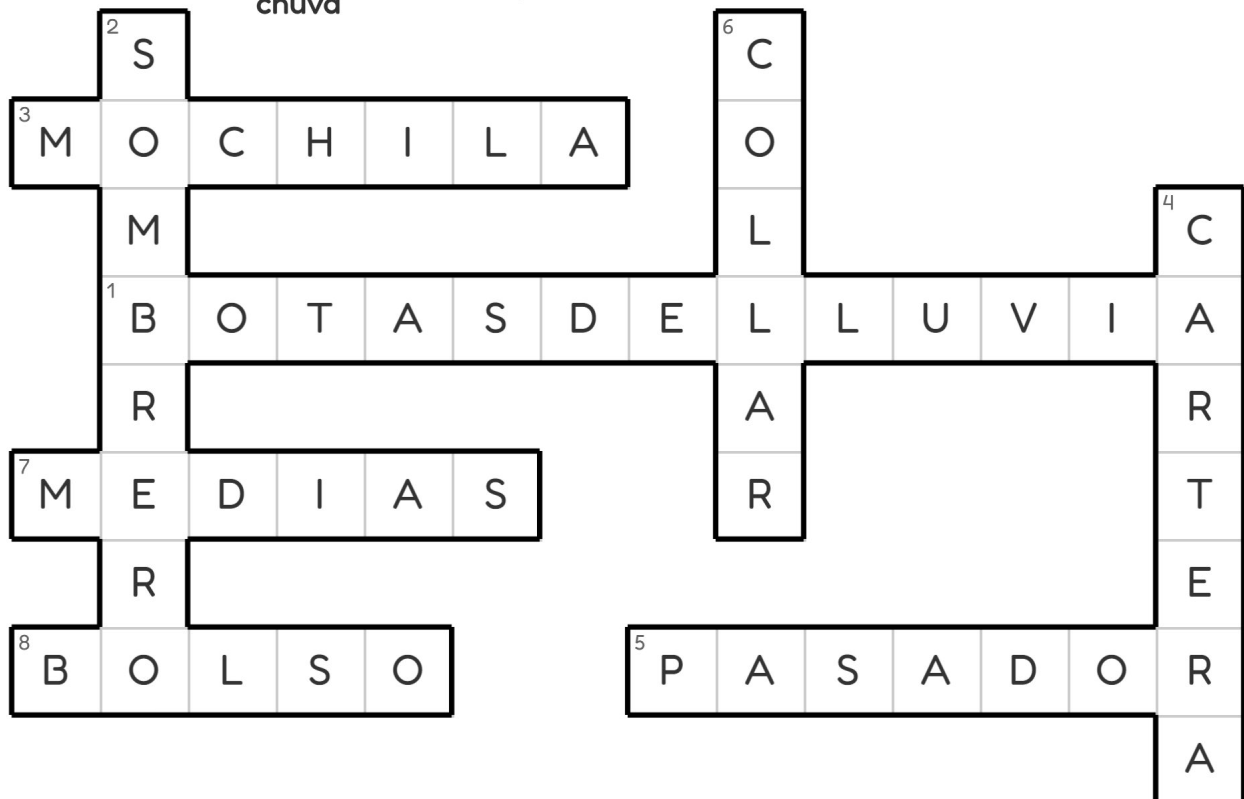 chuva
2 S 6 C
3 M O C H I L A O
M L 4 C
1 B O T A S D E L L U V I A
R A R
7 M E D I A S R T
R E
8 B O L S O 5 P A S A D O R
A